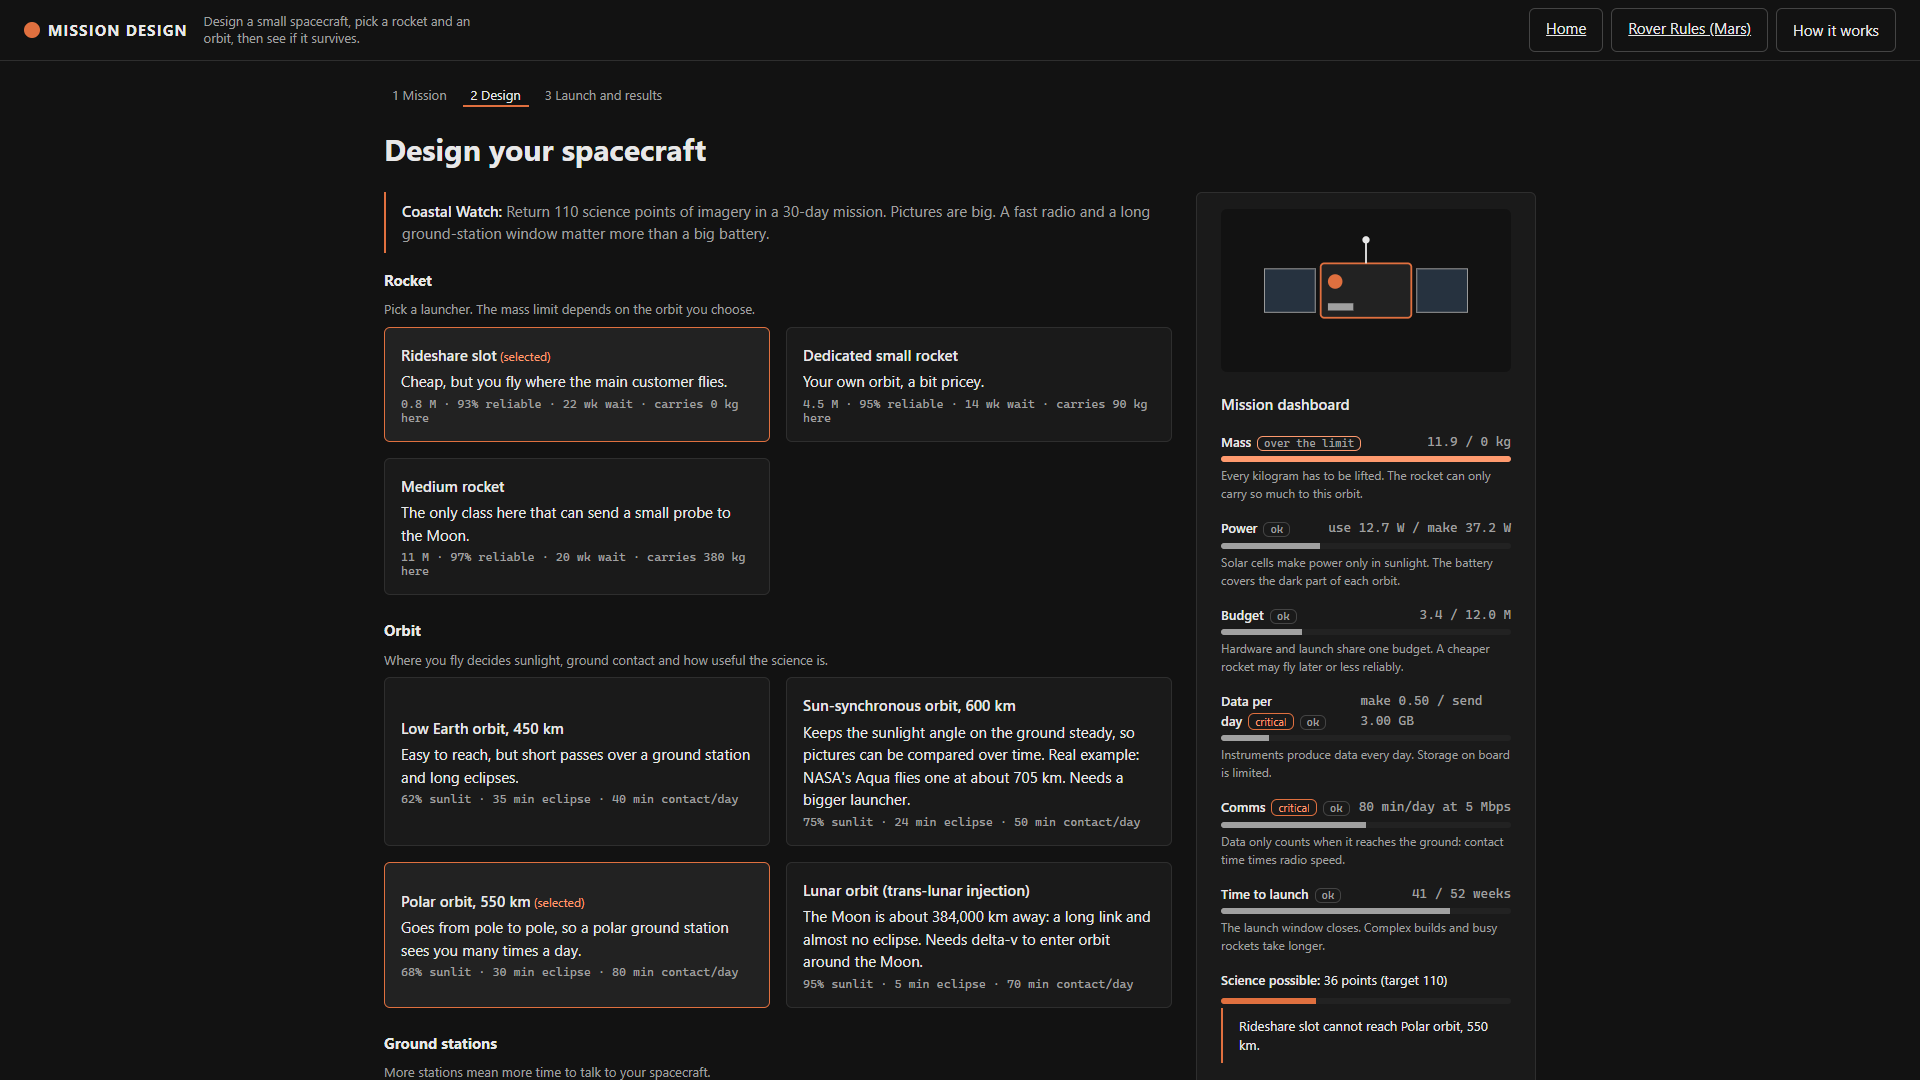 MISSION DESIGN
Design a small spacecraft, pick a rocket and an
orbit, then see if it survives.
Home
Rover Rules (Mars)
How it works
1 Mission
2 Design
3 Launch and results
Design your spacecraft
Coastal Watch: Return 110 science points of imagery in a 30-day mission. Pictures are big. A fast radio and a long
ground-station window matter more than a big battery.
Rocket
Pick a launcher. The mass limit depends on the orbit you choose.
Rideshare slot (selected)
Cheap, but you fly where the main customer flies.
0.8 M · 93% reliable · 22 wk wait · carries 0 kg
here
Dedicated small rocket
Your own orbit, a bit pricey.
4.5 M · 95% reliable · 14 wk wait · carries 90 kg
here
Medium rocket
The only class here that can send a small probe to
the Moon.
11 M · 97% reliable · 20 wk wait · carries 380 kg
here
Orbit
Where you fly decides sunlight, ground contact and how useful the science is.
Low Earth orbit, 450 km
Easy to reach, but short passes over a ground station
and long eclipses.
62% sunlit · 35 min eclipse · 40 min contact/day
Sun-synchronous orbit, 600 km
Keeps the sunlight angle on the ground steady, so
pictures can be compared over time. Real example:
NASA's Aqua flies one at about 705 km. Needs a
bigger launcher.
75% sunlit · 24 min eclipse · 50 min contact/day
Polar orbit, 550 km (selected)
Goes from pole to pole, so a polar ground station
sees you many times a day.
68% sunlit · 30 min eclipse · 80 min contact/day
Lunar orbit (trans-lunar injection)
The Moon is about 384,000 km away: a long link and
almost no eclipse. Needs delta-v to enter orbit
around the Moon.
95% sunlit · 5 min eclipse · 70 min contact/day
Ground stations
More stations mean more time to talk to your spacecraft.
Mission dashboard
Mass over the limit 11.9 / 0 kg
Every kilogram has to be lifted. The rocket can only
carry so much to this orbit.
Power ok use 12.7 W / make 37.2 W
Solar cells make power only in sunlight. The battery
covers the dark part of each orbit.
Budget ok 3.4 / 12.0 M
Hardware and launch share one budget. A cheaper
rocket may fly later or less reliably.
Data per make 0.50 / send
day critical ok 3.00 GB
Instruments produce data every day. Storage on board
is limited.
Comms critical ok 80 min/day at 5 Mbps
Data only counts when it reaches the ground: contact
time times radio speed.
Time to launch ok 41 / 52 weeks
The launch window closes. Complex builds and busy
rockets take longer.
Science possible: 36 points (target 110)
Rideshare slot cannot reach Polar orbit, 550
km.